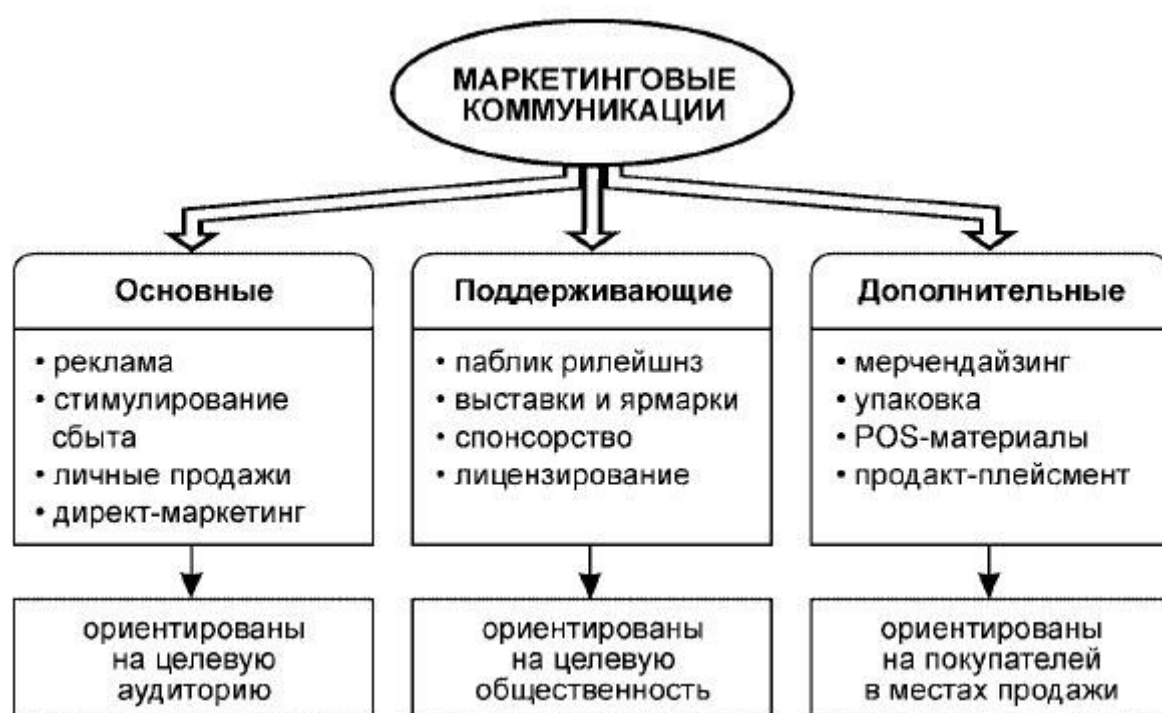 МАРКЕТИНГОВЫЕ
КОММУНИКАЦИИ
Основные
• реклама
• стимулирование
сбыта
• личные продажи
• директ-маркетинг
ориентированы
на целевую
аудиторию
Поддерживающие
• паблик рилейшнз
• выставки и ярмарки
• спонсорство
• лицензирование
ориентированы
на целевую
общественность
Дополнительные
• мерчендайзинг
• упаковка
• POS-материалы
• продакт-плейсмент
ориентированы
на покупателей
в местах продажи